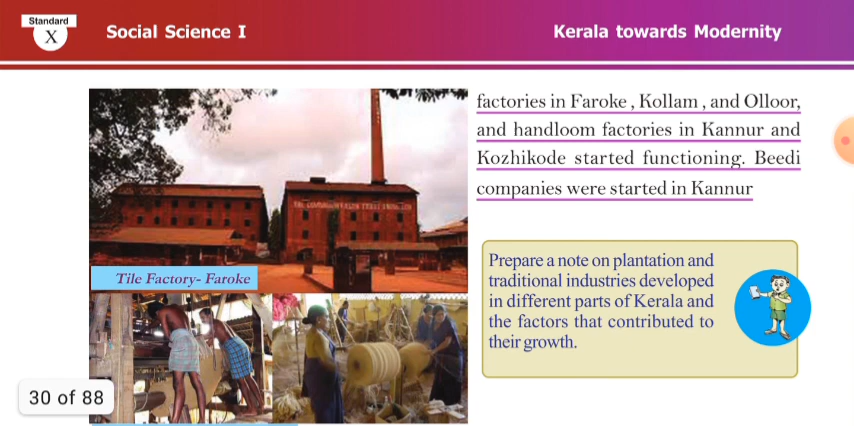 Standard
X
Social Science I
Kerala towards Modernity
factories in Faroke , Kollam , and Olloor,
and handloom factories in Kannur and
Kozhikode started functioning. Beedi
companies were started in Kannur
Tile Factory- Faroke
Prepare a note on plantation and
traditional industries developed
in different parts of Kerala and
the factors that contributed to
their growth.
30 of 88